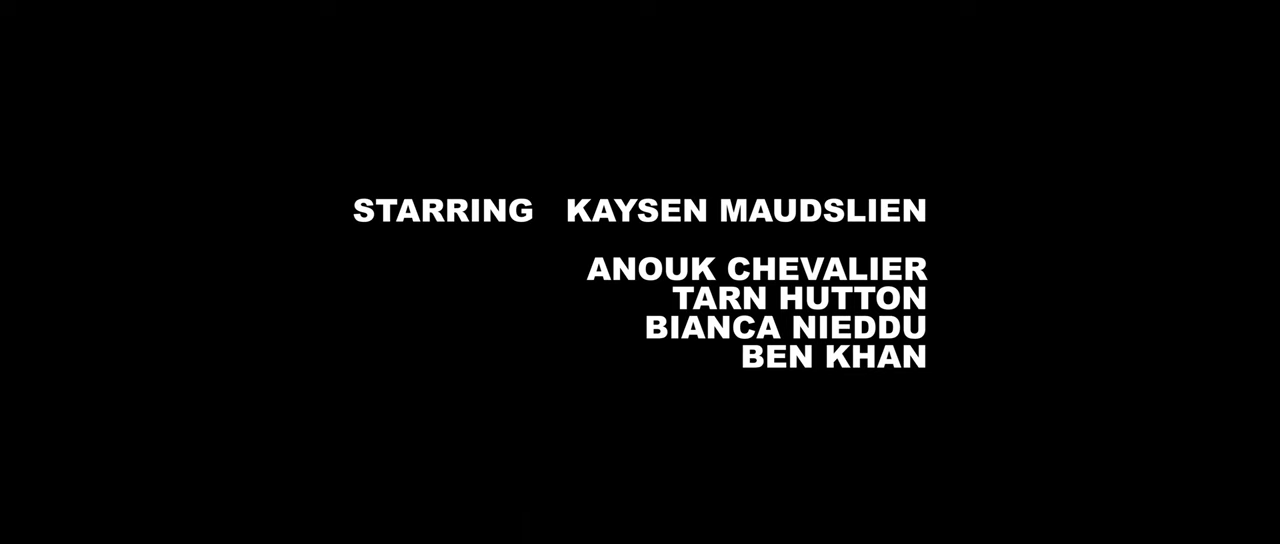 STARRING KAYSEN MAUDSLIEN
ANOUK CHEVALIER
TARN HUTTON
BIANCA NIEDDU
BEN KHAN